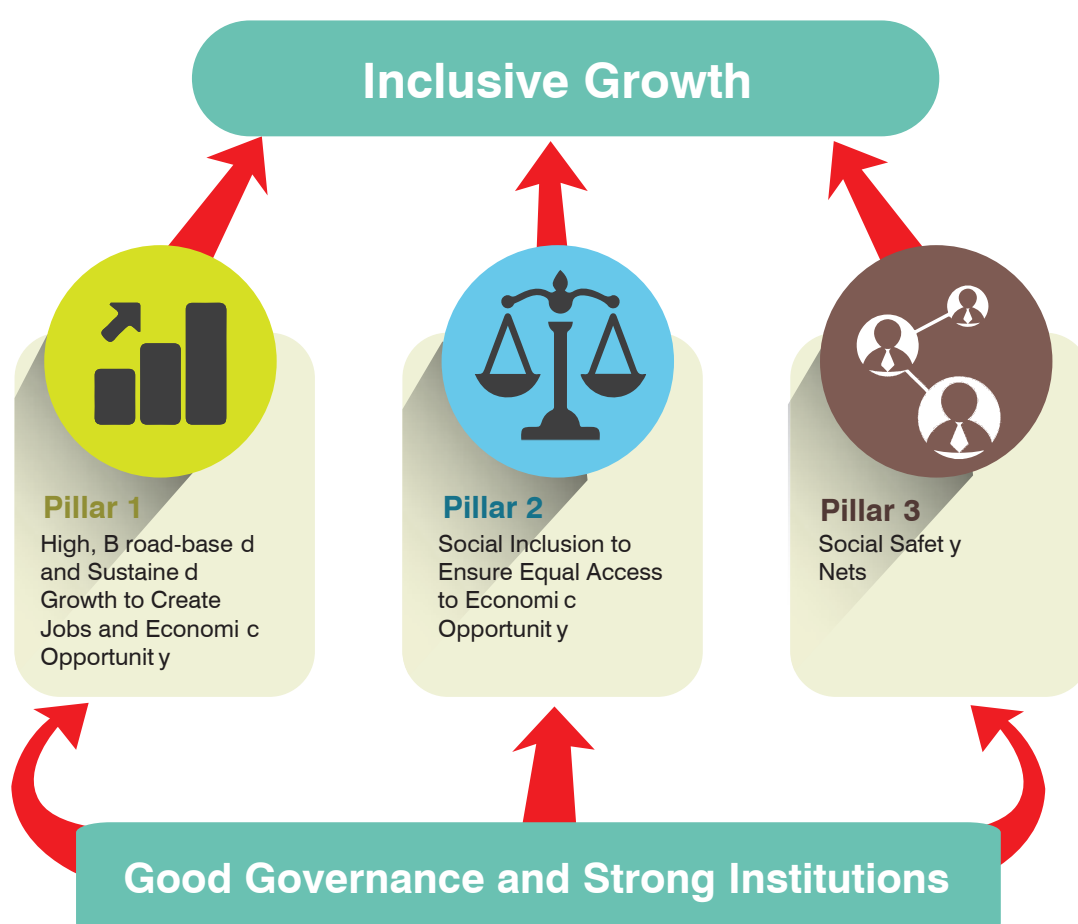 Inclusive Growth
Pillar 1
High, B road-base d
and Sustaine d
Growth to Create
Jobs and Economi c
Opportunit y
Pillar 2
Social Inclusion to
Ensure Equal Access
to Economi c
Opportunit y
Pillar 3
Social Safet y
Nets
Good Governance and Strong Institutions